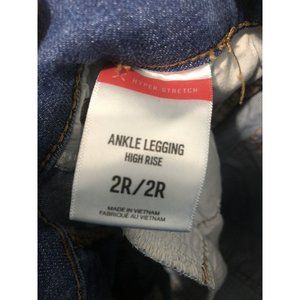 HYPER STRETCH
ANKLE LEGGING
HIGH RISE
2R/2R
MADE IN VIETNAM
FABRIQUÉ AU VIETNAM